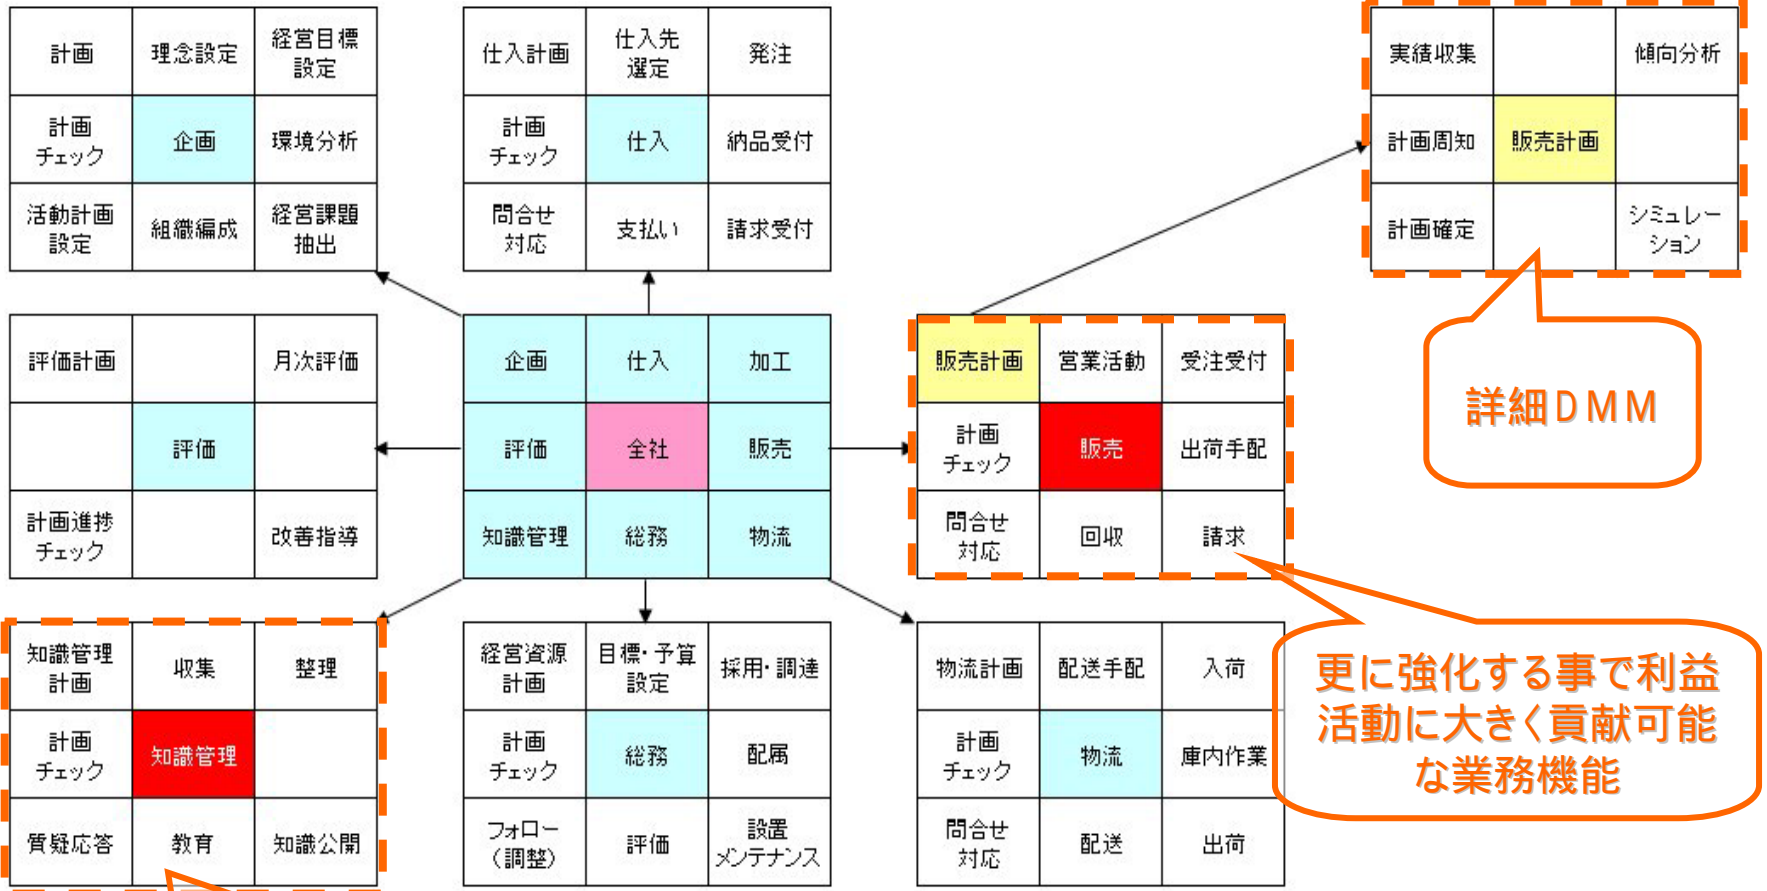 計画
理念設定
経営目標
設定
計画
チェック
企画
環境分析
活動計画
設定
組織編成
経営課題
抽出
仕入計画
仕入先
選定
発注
計画
チェック
仕入
納品受付
問合せ
対応
支払い
請求受付
実績収集
傾向分析
計画周知
販売計画
計画確定
シミュレー
ション
詳細DMM
評価計画
月次評価
評価
計画進捗
チェック
改善指導
企画
仕入
加工
評価
全社
販売
知識管理
総務
物流
販売計画
営業活動
受注受付
計画
チェック
販売
出荷手配
問合せ
対応
回収
請求
知識管理
計画
収集
整理
計画
チェック
知識管理
質疑応答
教育
知識公開
経営資源
計画
目標・予算
設定
採用・調達
計画
チェック
総務
配属
フォロー
(調整)
評価
設置
メンテナンス
物流計画
配送手配
入荷
計画
チェック
物流
庫内作業
問合せ
対応
配送
出荷
更に強化する事で利益
活動に大きく貢献可能
な業務機能